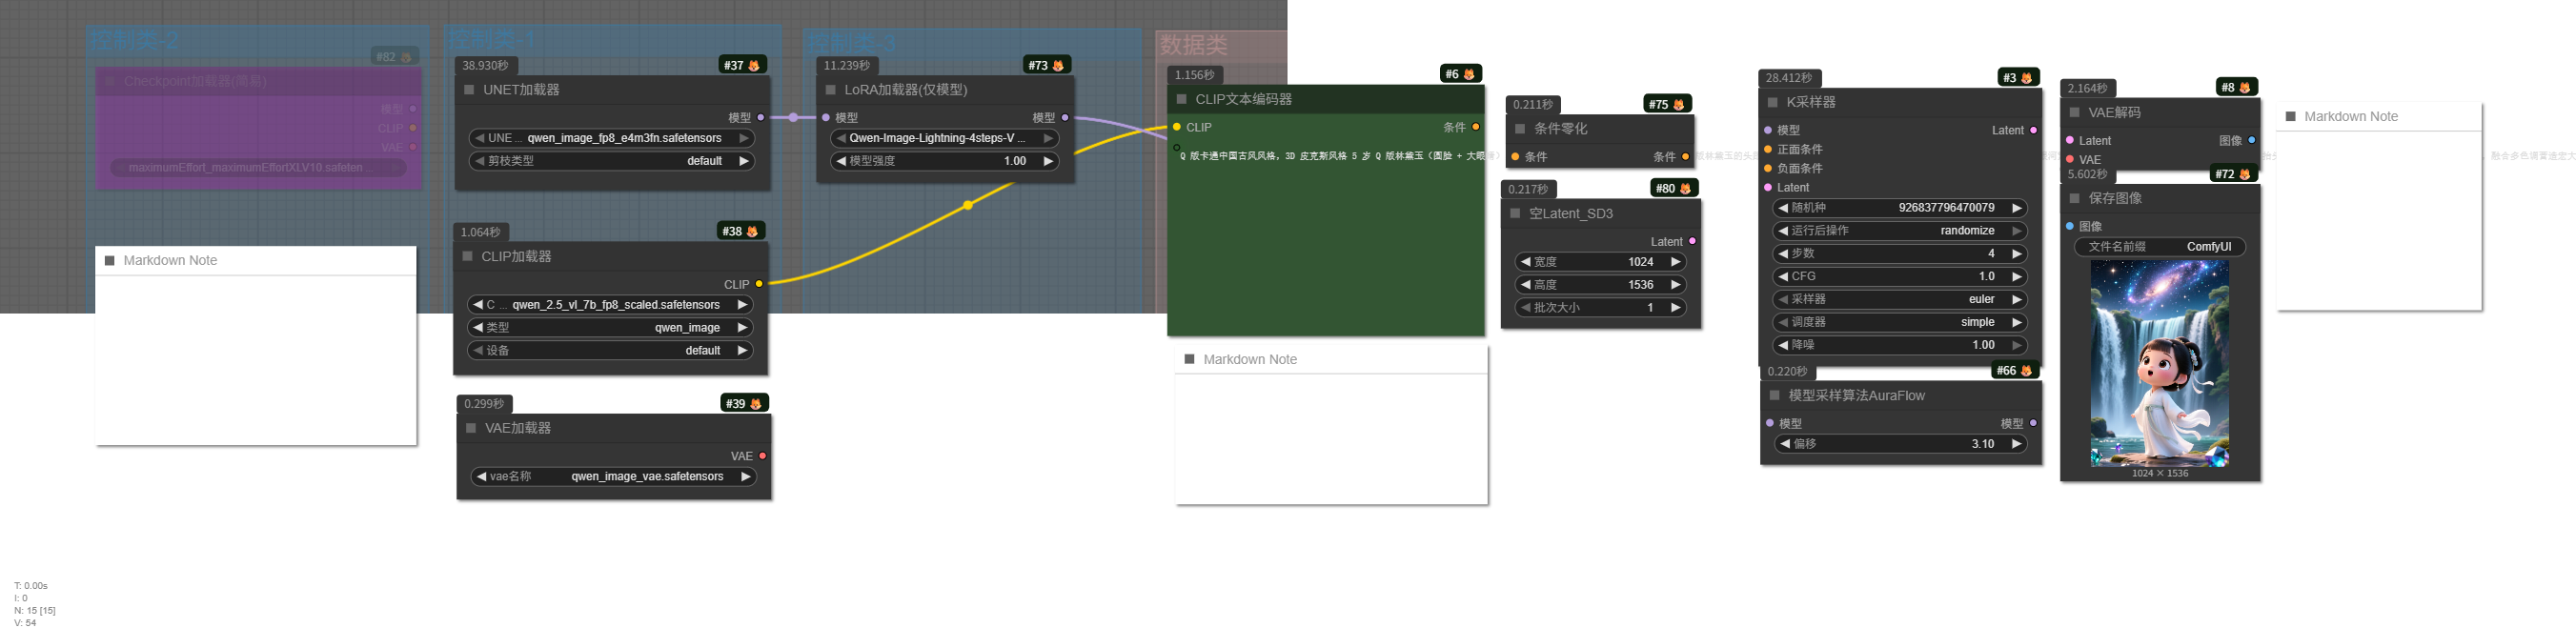 控制类-2
#82
Checkpoint加载器(简易)
模型
CLIP
VAE
maximumEffort_maximumEffortXLV10.safeten ...
Markdown Note
控制类-1
38.930秒
#37
UNET加载器
模型
UNE ... qwen_image_fp8_e4m3fn.safetensors
剪枝类型 default
1.064秒
#38
CLIP加载器
CLIP
C ... qwen_2.5_vl_7b_fp8_scaled.safetensors
类型 qwen_image
设备 default
0.299秒
#39
VAE加载器
VAE
vae名称 qwen_image_vae.safetensors
控制类-3
11.239秒
#73
LoRA加载器(仅模型)
模型 模型
Qwen-Image-Lightning-4steps-V ...
模型强度 1.00
数据类
1.156秒
#6
CLIP文本编码器
CLIP 条件
Q 版卡通中国古风风格, 3D 皮克斯风格 5 岁 Q 版林黛玉 (圆脸 + 大眼
Markdown Note
0.211秒
#75
条件零化
条件 条件
0.217秒
#80
空Latent_SD3
Latent
宽度 1024
高度 1536
批次大小 1
28.412秒
#3
K采样器
模型 Latent
正面条件
负面条件
Latent
随机种 926837796470079
运行后操作 randomize
步数 4
CFG 1.0
采样器 euler
调度器 simple
降噪 1.00
0.220秒
#66
模型采样算法AuraFlow
模型 模型
偏移 3.10
2.164秒
#8
VAE解码
Latent 图像
VAE
5.602秒
#72
保存图像
图像
文件名前缀 ComfyUI
1024 × 1536
Markdown Note
T: 0.00s
I: 0
N: 15 [15]
V: 54